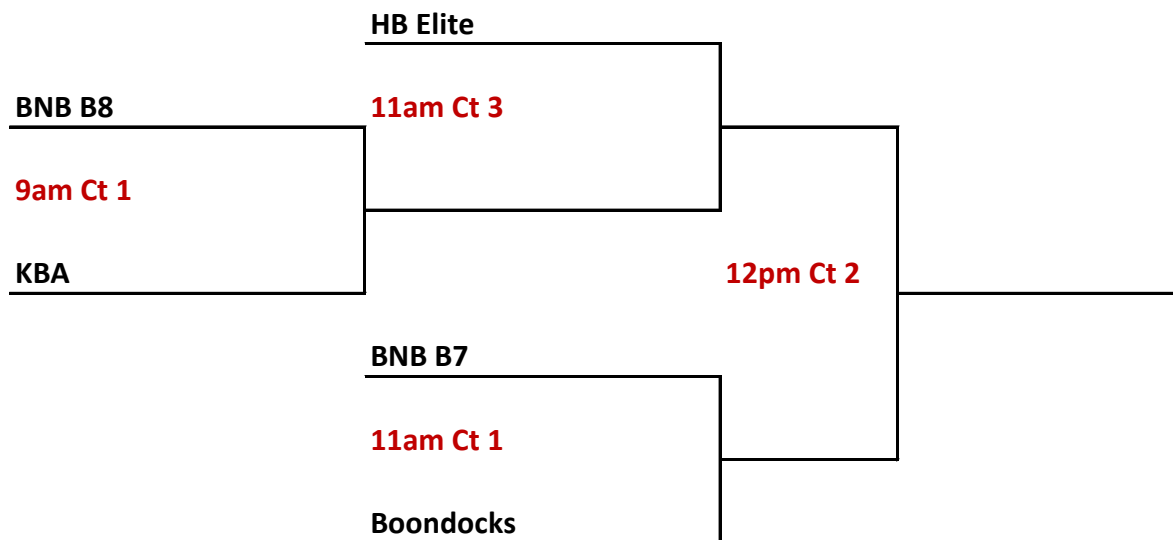 HB Elite
BNB B8
11am Ct 3
9am Ct 1
KBA
12pm Ct 2
BNB B7
11am Ct 1
Boondocks